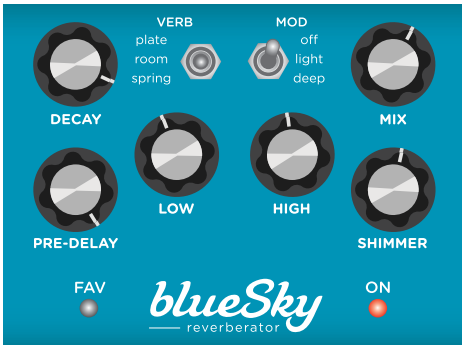 VERB
plate
room
spring
MOD
off
light
deep
DECAY
MIX
LOW
HIGH
PRE-DELAY
SHIMMER
FAV
ON
blueSky
reverberator